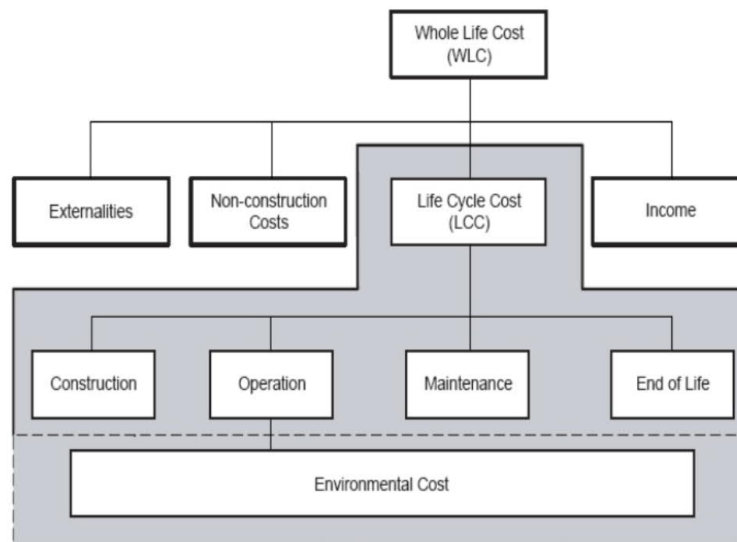 Whole Life Cost
(WLC)
Externalities
Non-construction
Costs
Life Cycle Cost
(LCC)
Income
Construction
Operation
Maintenance
End of Life
Environmental Cost